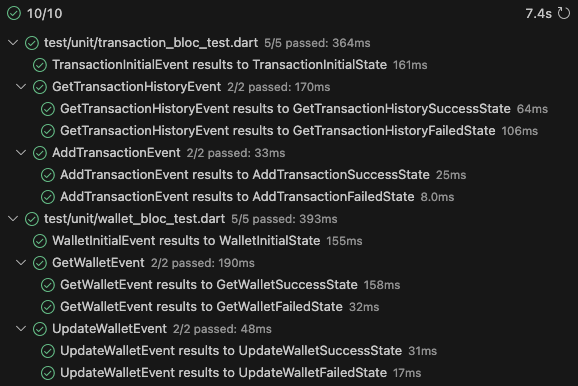 10/10 7.4s
test/unit/transaction_bloc_test.dart 5/5 passed: 364ms
TransactionInitialEvent results to TransactionInitialState 161ms
GetTransactionHistoryEvent 2/2 passed: 170ms
GetTransactionHistoryEvent results to GetTransactionHistorySuccessState 64ms
GetTransactionHistoryEvent results to GetTransactionHistoryFailedState 106ms
AddTransactionEvent 2/2 passed: 33ms
AddTransactionEvent results to AddTransactionSuccessState 25ms
AddTransactionEvent results to AddTransactionFailedState 8.0ms
test/unit/wallet_bloc_test.dart 5/5 passed: 393ms
WalletInitialEvent results to WalletInitialState 155ms
GetWalletEvent 2/2 passed: 190ms
GetWalletEvent results to GetWalletSuccessState 158ms
GetWalletEvent results to GetWalletFailedState 32ms
UpdateWalletEvent 2/2 passed: 48ms
UpdateWalletEvent results to UpdateWalletSuccessState 31ms
UpdateWalletEvent results to UpdateWalletFailedState 17ms